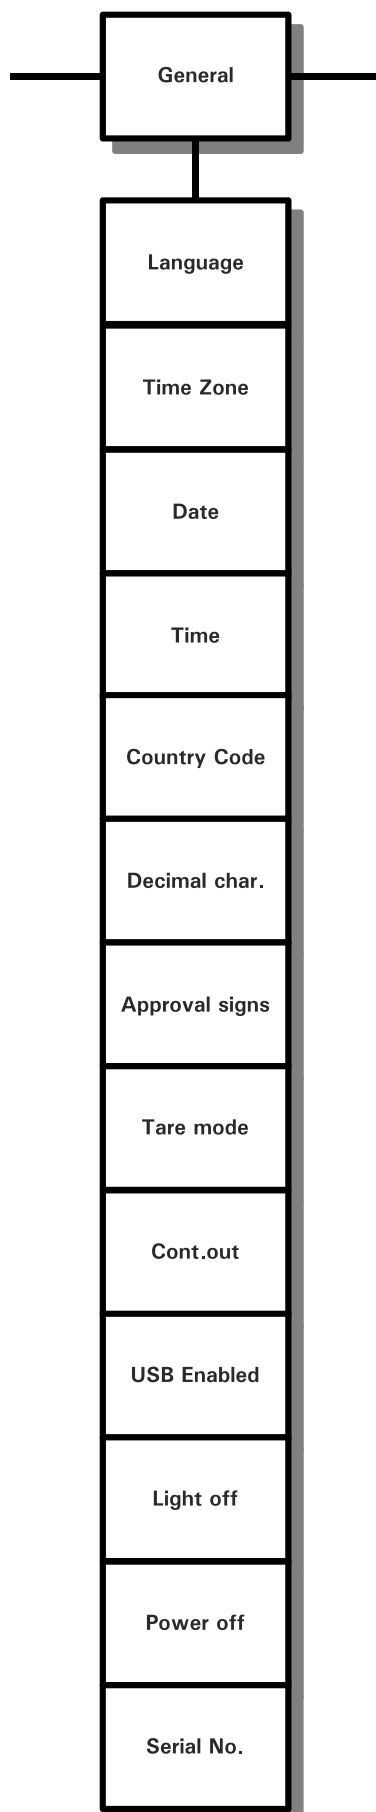 General
Language
Time Zone
Date
Time
Country Code
Decimal char.
Approval signs
Tare mode
Cont.out
USB Enabled
Light off
Power off
Serial No.